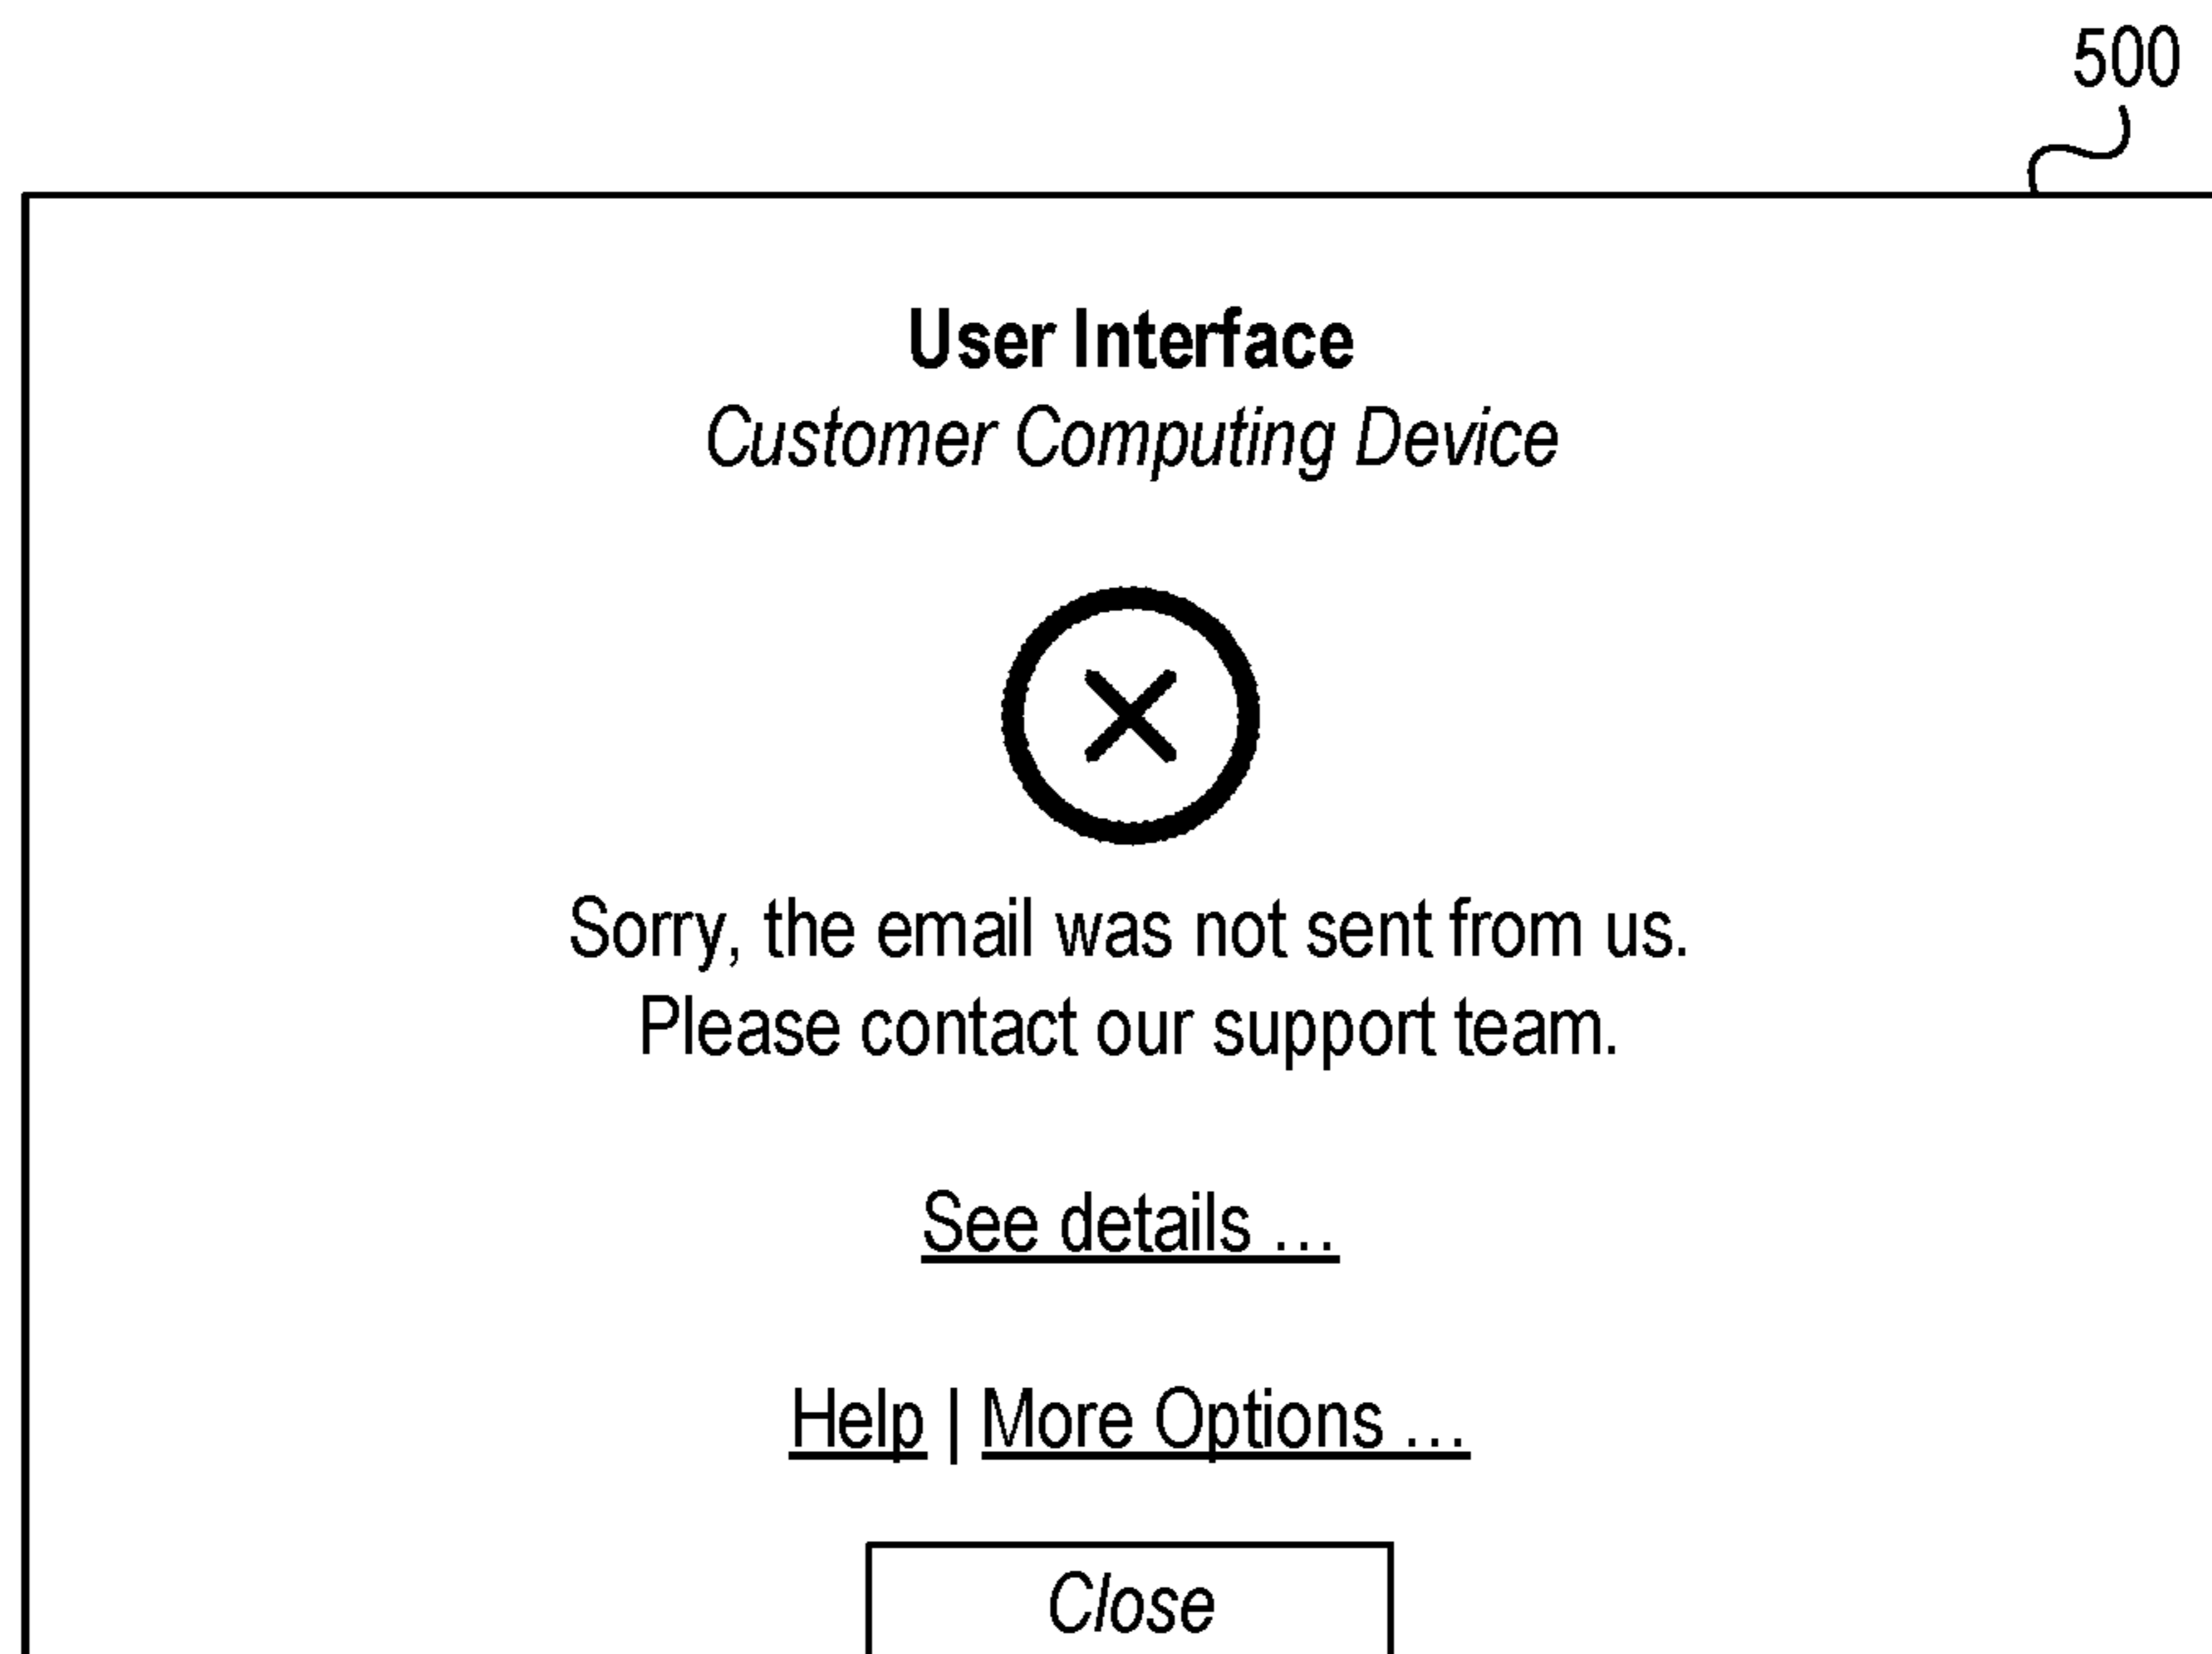 500
User Interface
Customer Computing Device
Sorry, the email was not sent from us.
Please contact our support team.
See details ...
Help | More Options ...
Close